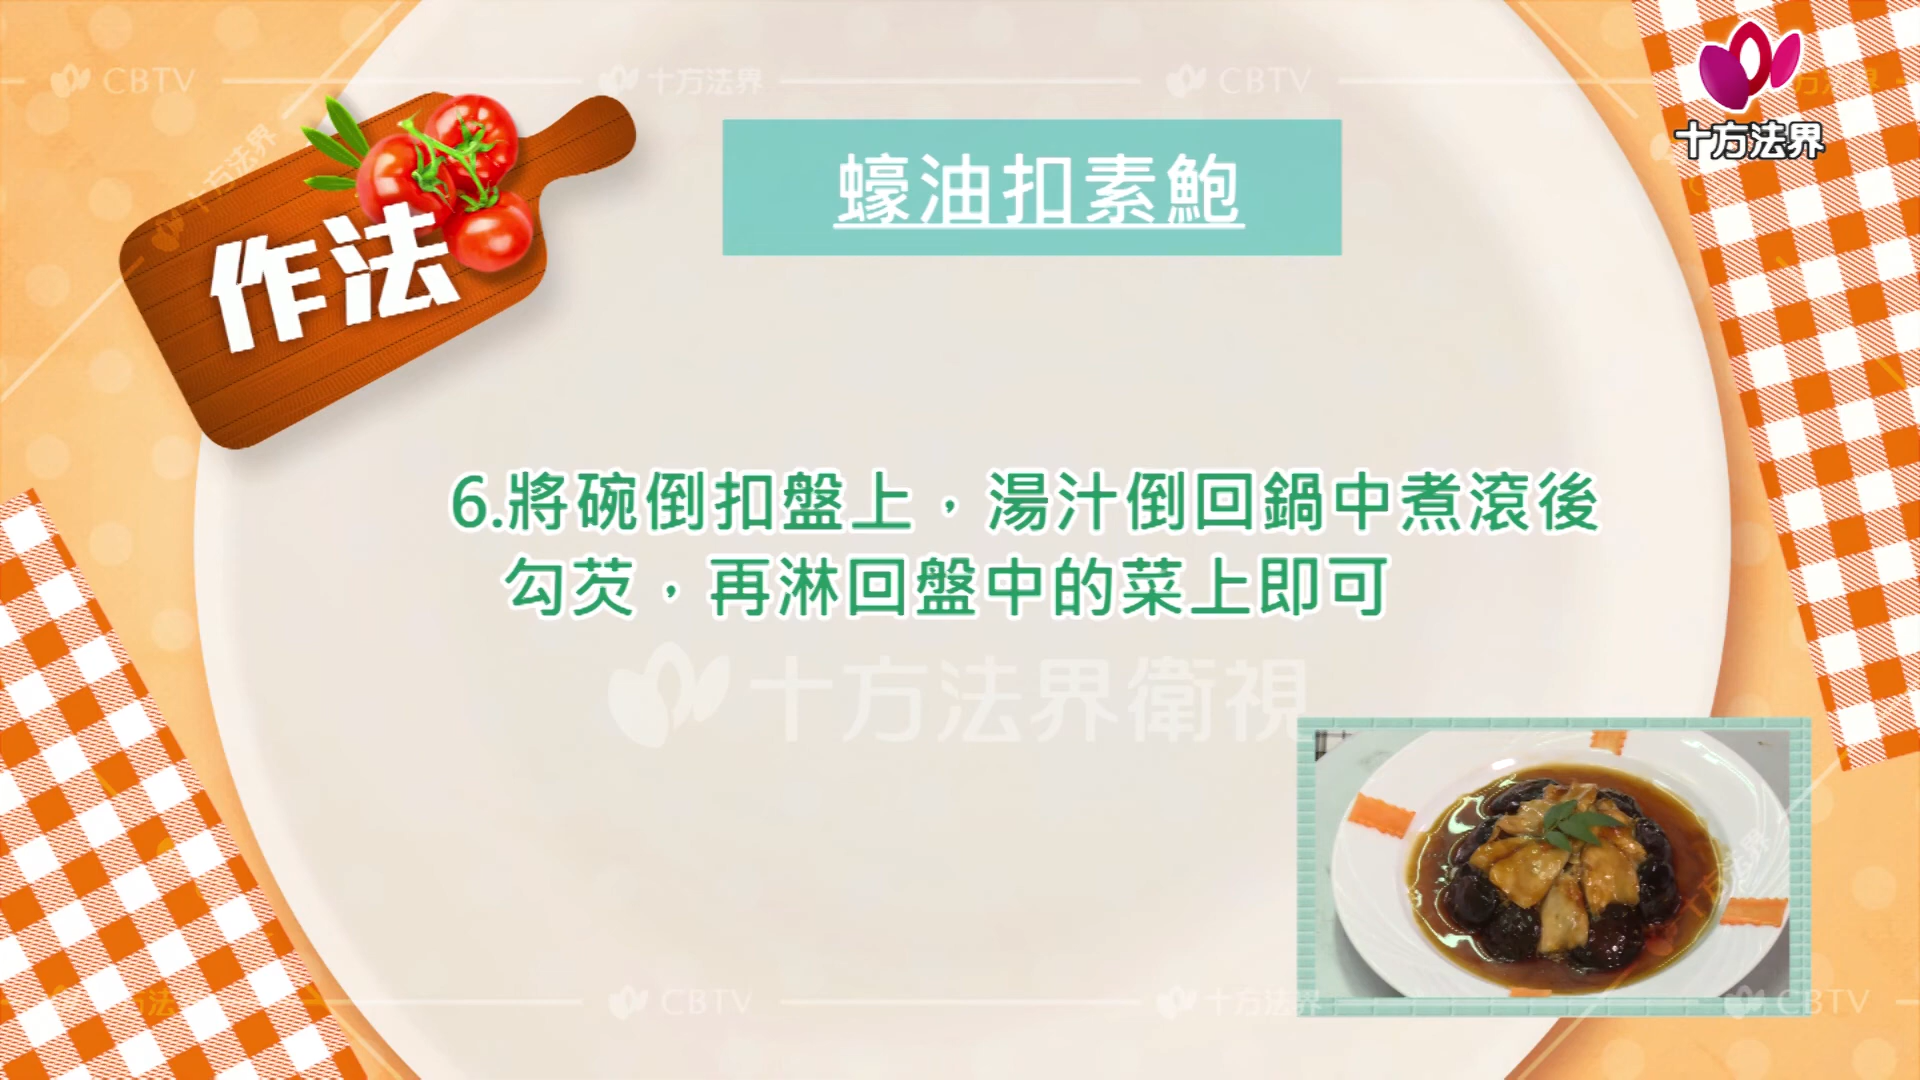 CBTV
十方法界
CBTV
十方法界
作法
蠔油扣素鮑
6.將碗倒扣盤上，湯汁倒回鍋中煮滾後
勾芡，再淋回盤中的菜上即可
十方法界衛視
CBTV
十方法界
CBTV